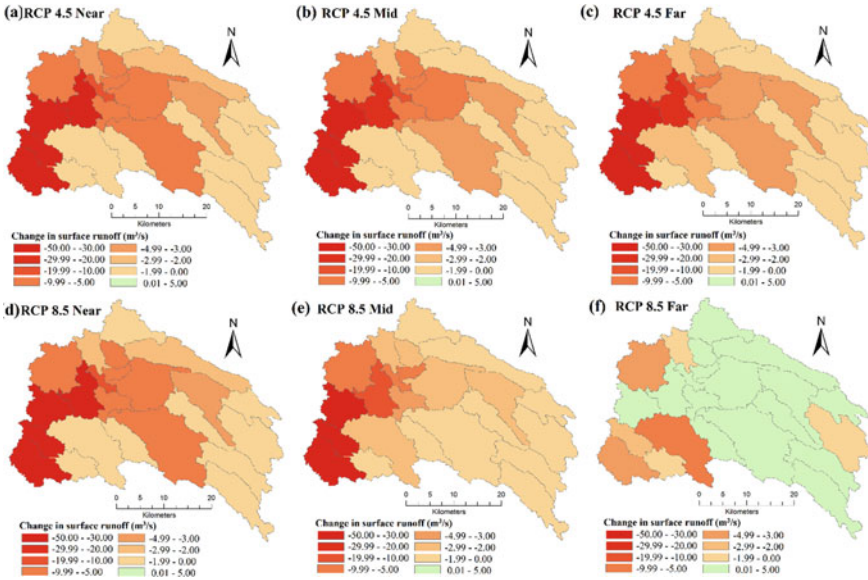 (a) RCP 4.5 Near
N
0 5 10 20
Kilometers
Change in surface runoff (m³/s)
-50.00 - -30.00 -4.99 - -3.00
-29.99 - -20.00 -2.99 - -2.00
-19.99 - -10.00 -1.99 - 0.00
-9.99 - -5.00 0.01 - 5.00
(b) RCP 4.5 Mid
N
0 5 10 20
Kilometers
Change in surface runoff (m³/s)
-50.00 - -30.00 -4.99 - -3.00
-29.99 - -20.00 -2.99 - -2.00
-19.99 - -10.00 -1.99 - 0.00
-9.99 - -5.00 0.01 - 5.00
(c) RCP 4.5 Far
N
0 5 10 20
Kilometers
Change in surface runoff (m³/s)
-50.00 - -30.00 -4.99 - -3.00
-29.99 - -20.00 -2.99 - -2.00
-19.99 - -10.00 -1.99 - 0.00
-9.99 - -5.00 0.01 - 5.00
d) RCP 8.5 Near
N
0 5 10 20
Kilometers
Change in surface runoff (m³/s)
-50.00 - -30.00 -4.99 - -3.00
-29.99 - -20.00 -2.99 - -2.00
-19.99 - -10.00 -1.99 - 0.00
-9.99 - -5.00 0.01 - 5.00
(e) RCP 8.5 Mid
N
0 5 10 20
Kilometers
Change in surface runoff (m³/s)
-50.00 - -30.00 -4.99 - -3.00
-29.99 - -20.00 -2.99 - -2.00
-19.99 - -10.00 -1.99 - 0.00
-9.99 - -5.00 0.01 - 5.00
(f) RCP 8.5 Far
N
0 5 10 20
Kilometers
Change in surface runoff (m³/s)
-50.00 - -30.00 -4.99 - -3.00
-29.99 - -20.00 -2.99 - -2.00
-19.99 - -10.00 -1.99 - 0.00
-9.99 - -5.00 0.01 - 5.00